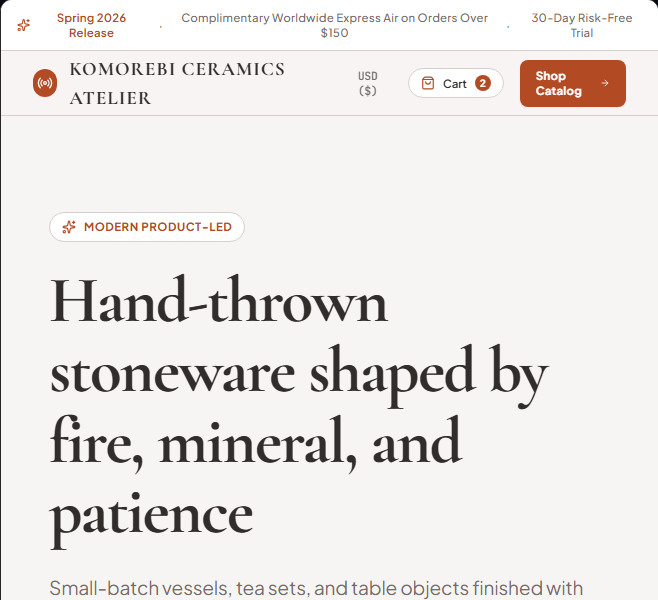 Spring 2026
Release
·
Complimentary Worldwide Express Air on Orders Over
$150
·
30-Day Risk-Free
Trial
KOMOREBI CERAMICS
ATELIER
USD
($)
Cart 2
Shop
Catalog
MODERN PRODUCT-LED
Hand-thrown
stoneware shaped by
fire, mineral, and
patience
Small-batch vessels, tea sets, and table objects finished with